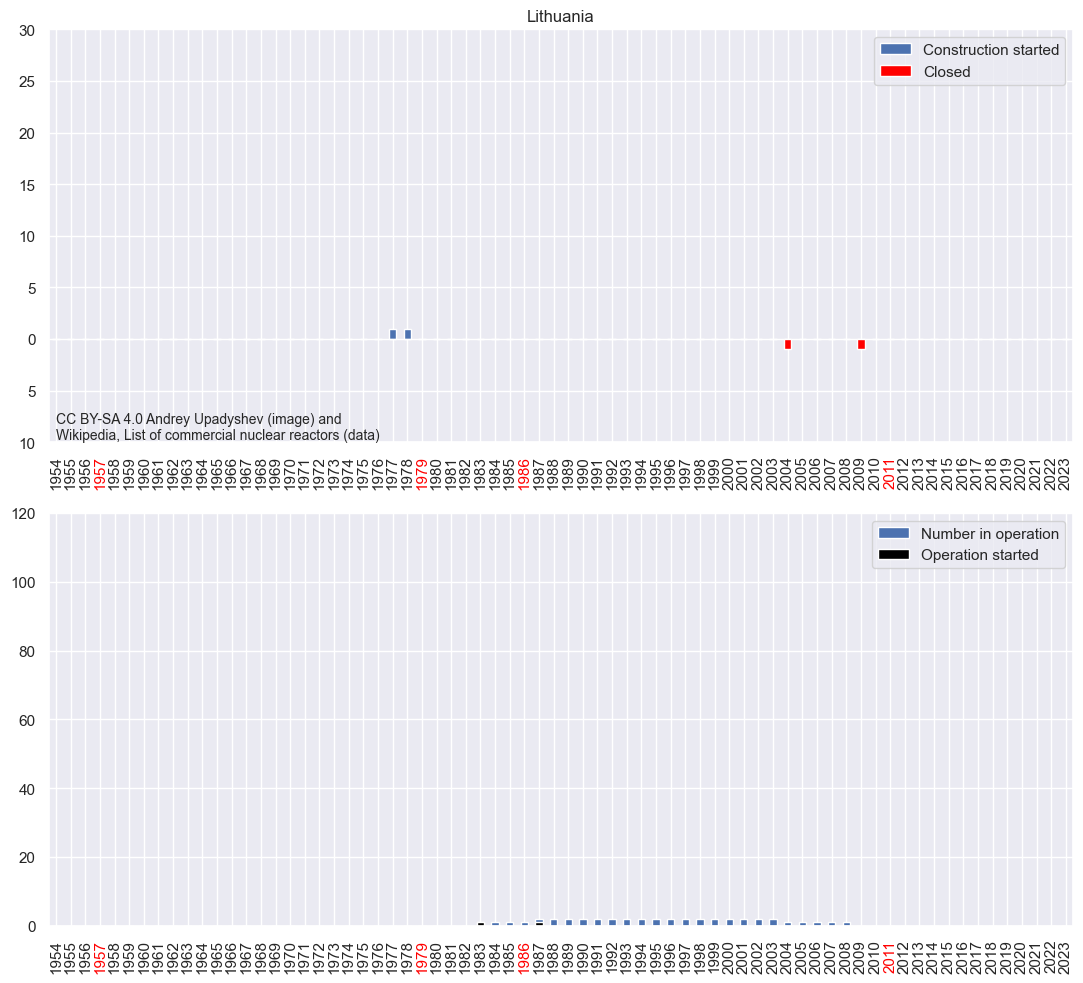 Lithuania
30
25
20
15
10
5
0
5
10
Construction started
Closed
CC BY-SA 4.0 Andrey Upadyshev (image) and
Wikipedia, List of commercial nuclear reactors (data)
1954 1955 1956 1957 1958 1959 1960 1961 1962 1963 1964 1965 1966 1967 1968 1969 1970 1971 1972 1973 1974 1975 1976 1977 1978 1979 1980 1981 1982 1983 1984 1985 1986 1987 1988 1989 1990 1991 1992 1993 1994 1995 1996 1997 1998 1999 2000 2001 2002 2003 2004 2005 2006 2007 2008 2009 2010 2011 2012 2013 2014 2015 2016 2017 2018 2019 2020 2021 2022 2023
120
100
80
60
40
20
0
Number in operation
Operation started
1954 1955 1956 1957 1958 1959 1960 1961 1962 1963 1964 1965 1966 1967 1968 1969 1970 1971 1972 1973 1974 1975 1976 1977 1978 1979 1980 1981 1982 1983 1984 1985 1986 1987 1988 1989 1990 1991 1992 1993 1994 1995 1996 1997 1998 1999 2000 2001 2002 2003 2004 2005 2006 2007 2008 2009 2010 2011 2012 2013 2014 2015 2016 2017 2018 2019 2020 2021 2022 2023